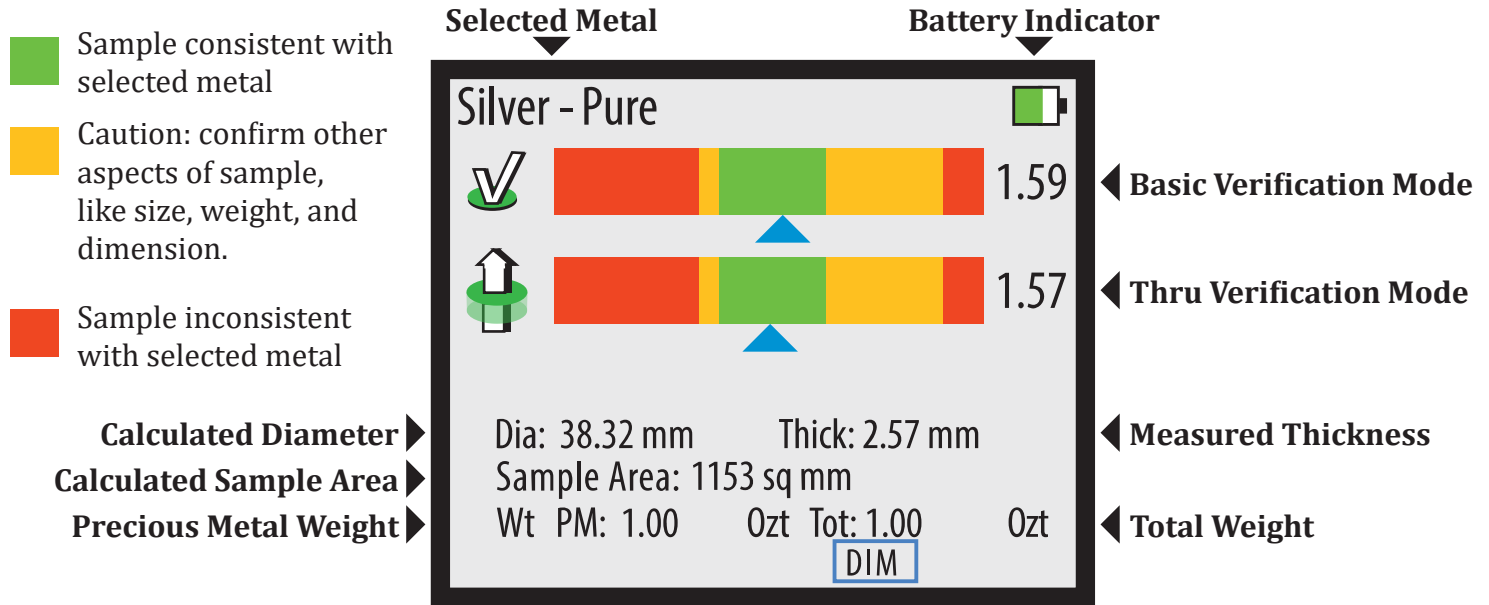 Selected Metal
Battery Indicator
Sample consistent with
selected metal
Caution: confirm other
aspects of sample,
like size, weight, and
dimension.
Sample inconsistent
with selected metal
Silver - Pure
1.59
Basic Verification Mode
1.57
Thru Verification Mode
Calculated Diameter
Dia: 38.32 mm
Thick: 2.57 mm
Measured Thickness
Calculated Sample Area
Sample Area: 1153 sq mm
Precious Metal Weight
Wt PM: 1.00 Ozt Tot: 1.00 Ozt
Total Weight
DIM